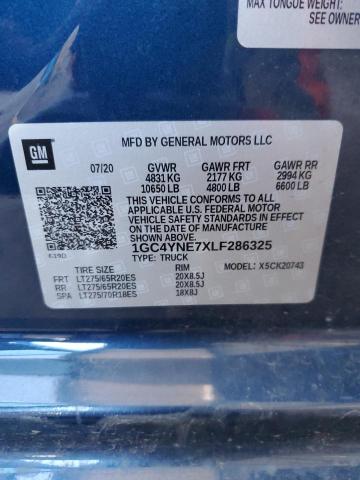 MAX TONGUE WEIGHT
SEE OWNER
GM
MFD BY GENERAL MOTORS LLC
07/20 GVWR GAWR FRT GAWR RR
4831 KG 2177 KG 2994 KG
10650 LB 4800 LB 6600 LB
THIS VEHICLE CONFORMS TO ALL
APPLICABLE U.S. FEDERAL MOTOR
VEHICLE SAFETY STANDARDS IN EFFECT
ON THE DATE OF MANUFACTURE
SHOWN ABOVE.
1GC4YNE7XLF286325
TYPE: TRUCK MODEL: X5CK20743
TIRE SIZE RIM
FRT LT275/65R20ES 20X8.5J
RR LT275/65R20ES 20X8.5J
SPA LT275/70R18ES 18X8J